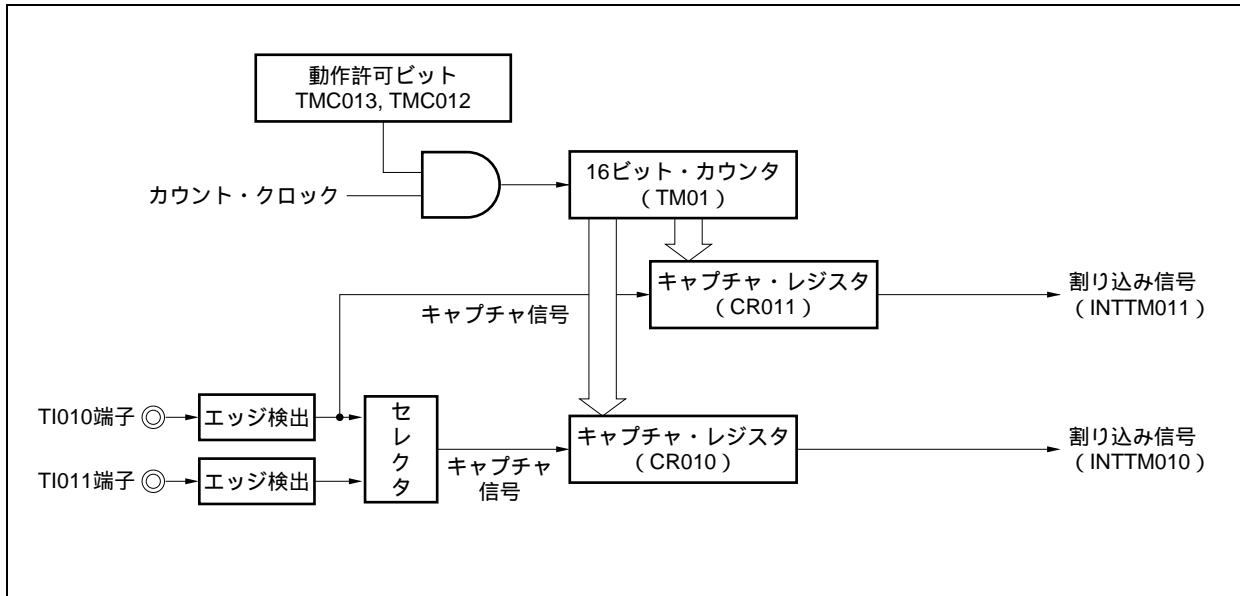 動作許可ビット
TMC013, TMC012
カウント・クロック
16ビット・カウンタ
（TM01）
キャプチャ・レジスタ
（CR011）
割り込み信号
（INTTM011）
キャプチャ信号
TI010端子
エッジ検出
セレクタ
キャプチャ・レジスタ
（CR010）
割り込み信号
（INTTM010）
キャプチャ
信号
TI011端子
エッジ検出